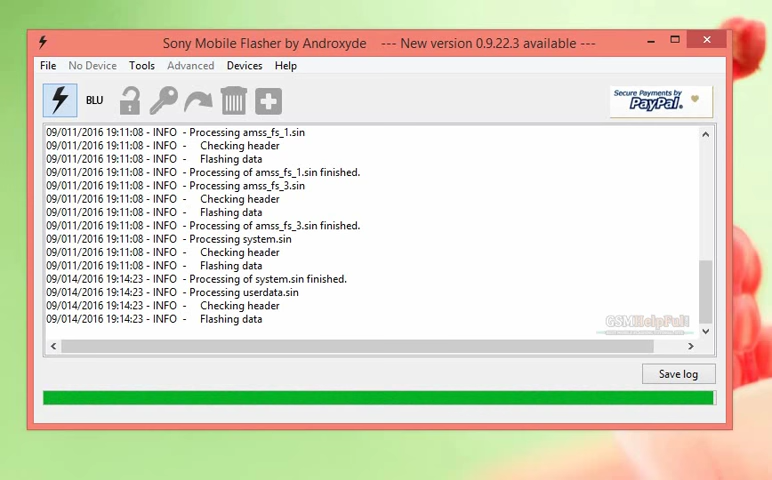 Sony Mobile Flasher by Androxyde   --- New version 0.9.22.3 available ---
File No Device Tools Advanced Devices Help
BLU
Secure Payments by
PayPal.
09/011/2016 19:11:08 - INFO - Processing amss_fs_1.sin
09/011/2016 19:11:08 - INFO -    Checking header
09/011/2016 19:11:08 - INFO -    Flashing data
09/011/2016 19:11:08 - INFO - Processing of amss_fs_1.sin finished.
09/011/2016 19:11:08 - INFO - Processing amss_fs_3.sin
09/011/2016 19:11:08 - INFO -    Checking header
09/011/2016 19:11:08 - INFO -    Flashing data
09/011/2016 19:11:08 - INFO - Processing of amss_fs_3.sin finished.
09/011/2016 19:11:08 - INFO - Processing system.sin
09/011/2016 19:11:08 - INFO -    Checking header
09/011/2016 19:11:08 - INFO -    Flashing data
09/014/2016 19:14:23 - INFO - Processing of system.sin finished.
09/014/2016 19:14:23 - INFO - Processing userdata.sin
09/014/2016 19:14:23 - INFO -    Checking header
09/014/2016 19:14:23 - INFO -    Flashing data
GSMHelpFul!
Save log